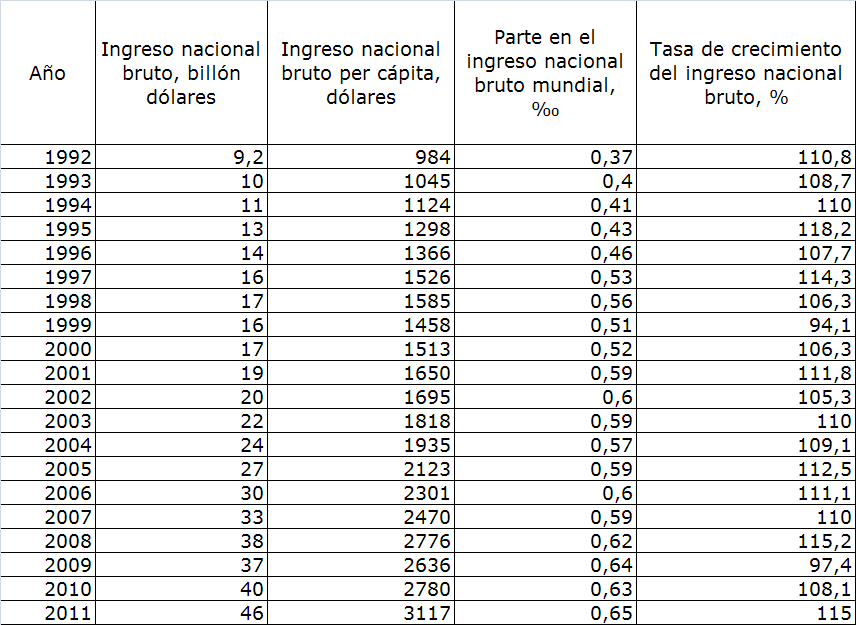 Año | Ingreso nacional bruto, billón dólares | Ingreso nacional bruto per cápita, dólares | Parte en el ingreso nacional bruto mundial, ‰ | Tasa de crecimiento del ingreso nacional bruto, %
1992 | 9,2 | 984 | 0,37 | 110,8
1993 | 10 | 1045 | 0,4 | 108,7
1994 | 11 | 1124 | 0,41 | 110
1995 | 13 | 1298 | 0,43 | 118,2
1996 | 14 | 1366 | 0,46 | 107,7
1997 | 16 | 1526 | 0,53 | 114,3
1998 | 17 | 1585 | 0,56 | 106,3
1999 | 16 | 1458 | 0,51 | 94,1
2000 | 17 | 1513 | 0,52 | 106,3
2001 | 19 | 1650 | 0,59 | 111,8
2002 | 20 | 1695 | 0,6 | 105,3
2003 | 22 | 1818 | 0,59 | 110
2004 | 24 | 1935 | 0,57 | 109,1
2005 | 27 | 2123 | 0,59 | 112,5
2006 | 30 | 2301 | 0,6 | 111,1
2007 | 33 | 2470 | 0,59 | 110
2008 | 38 | 2776 | 0,62 | 115,2
2009 | 37 | 2636 | 0,64 | 97,4
2010 | 40 | 2780 | 0,63 | 108,1
2011 | 46 | 3117 | 0,65 | 115